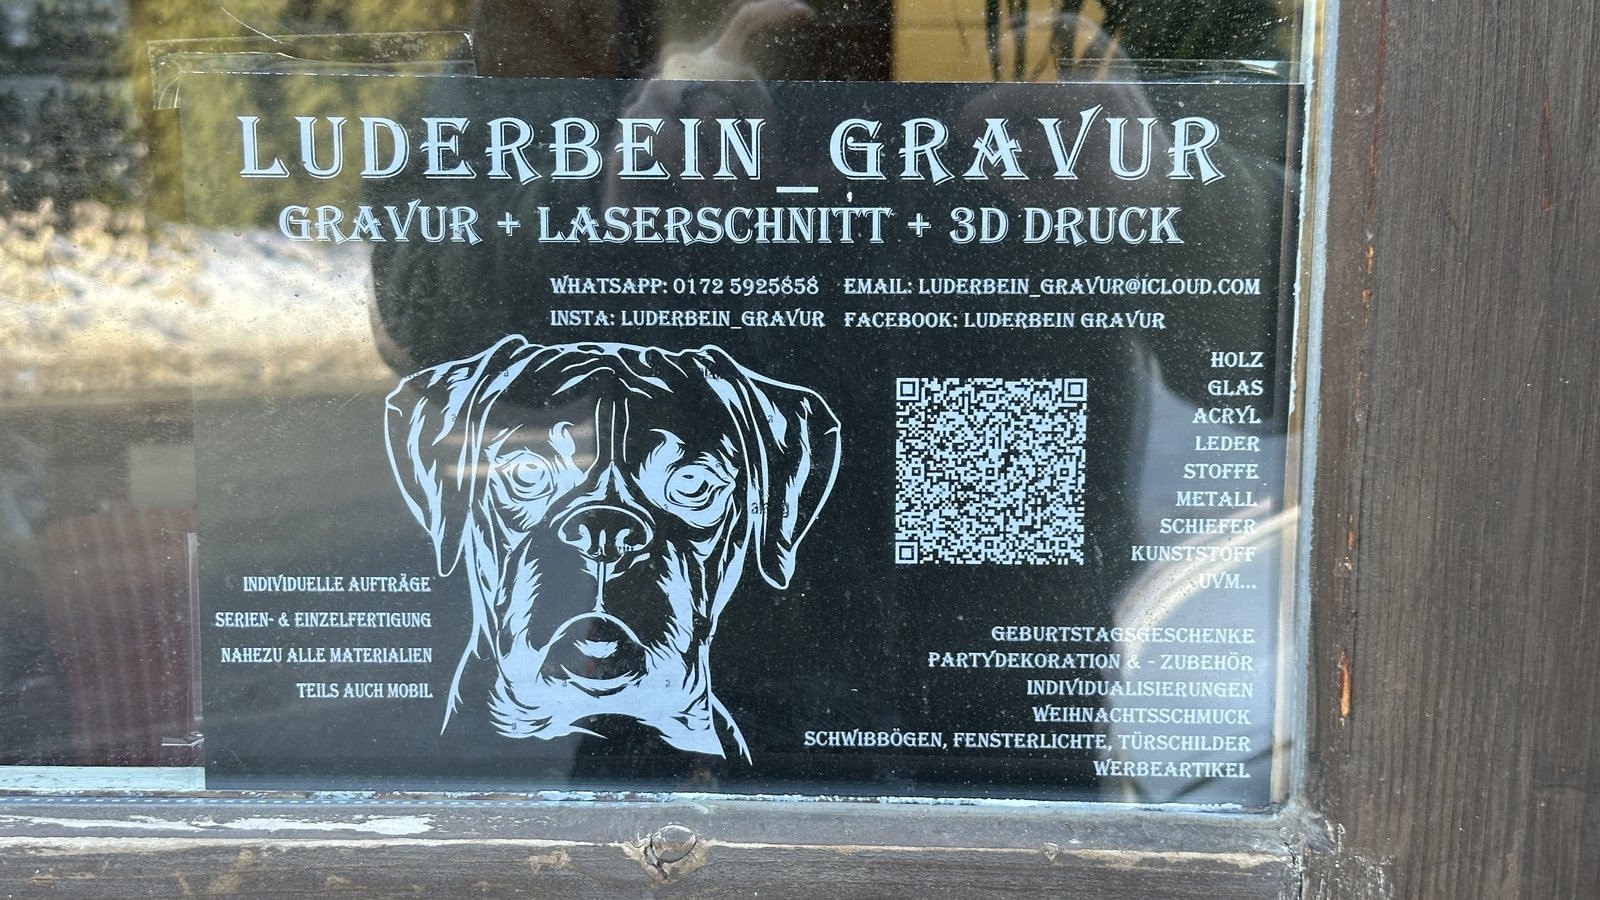 LUDERBEIN_GRAVUR
GRAVUR + LASERSCHNITT + 3D DRUCK
WHATSAPP: 0172 5925858 EMAIL: LUDERBEIN_GRAVUR@ICLOUD.COM
INSTA: LUDERBEIN_GRAVUR FACEBOOK: LUDERBEIN GRAVUR
HOLZ
GLAS
ACRYL
LEDER
STOFFE
METALL
SCHIEFER
KUNSTSTOFF
UVM...
INDIVIDUELLE AUFTRÄGE
SERIEN- & EINZELFERTIGUNG
NAHEZU ALLE MATERIALIEN
TEILS AUCH MOBIL
GEBURTSTAGSGESCHENKE
PARTYDEKORATION & - ZUBEHÖR
INDIVIDUALISIERUNGEN
WEIHNACHTSSCHMUCK
SCHWIBBÖGEN, FENSTERLICHTE, TÜRSCHILDER
WERBEARTIKEL